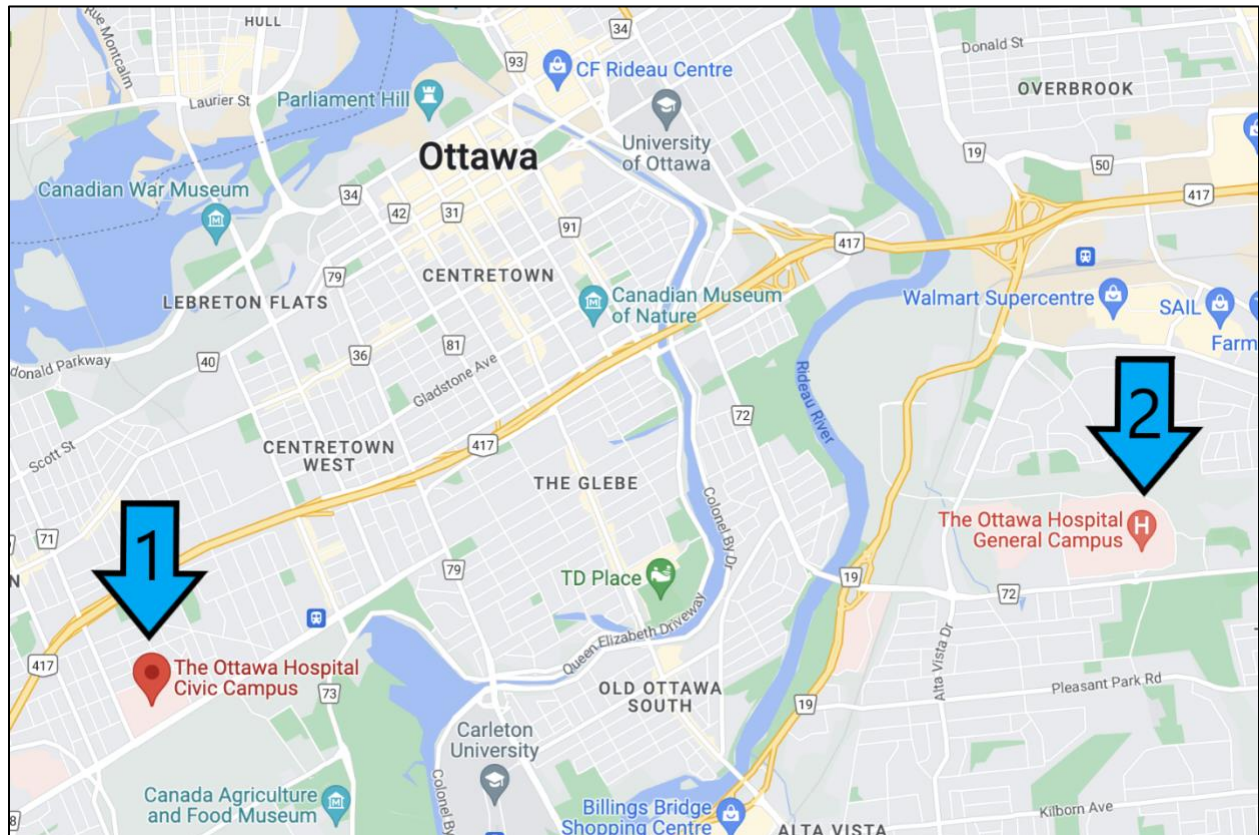 HULL
34
Rue Montcalm
Donald St
93
CF Rideau Centre
OVERBROOK
Laurier St
Parliament Hill
University
of Ottawa
Ottawa
19
50
Canadian War Museum
34
417
42
31
91
417
79
CENTRETOWN
Canadian Museum
of Nature
Walmart Supercentre
LEBRETON FLATS
SAIL
Farm
donald Parkway
40
36
81
Gladstone Ave
Rideau River
72
2
Scott St
CENTRETOWN
WEST
417
THE GLEBE
Colonel By Dr
The Ottawa Hospital
General Campus
H
71
1
N
79
TD Place
19
72
Queen Elizabeth Driveway
417
The Ottawa Hospital
Civic Campus
73
OLD OTTAWA
SOUTH
Alta Vista Dr
Pleasant Park Rd
19
Carleton
University
Colonel By
Canada Agriculture
and Food Museum
Billings Bridge
Shopping Centre
Kilborn Ave
8
ALTA VISTA